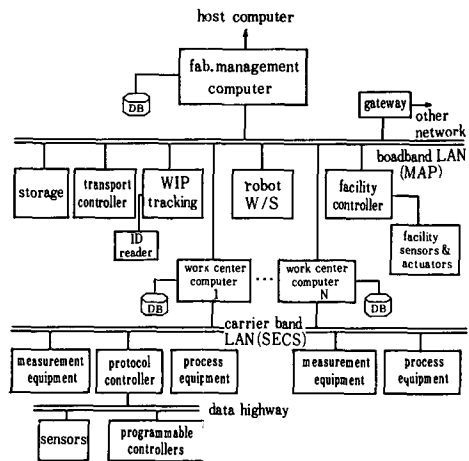 host computer
fab. management
computer
DB
gateway
other
network
boadband LAN
(MAP)
storage
transport
controller
WIP
tracking
robot
W/S
facility
controller
ID
reader
facility
sensors &
actuators
work center
computer
1
...
work center
computer
N
DB
DB
carrier band
LAN(SECS)
measurement
equipment
protocol
controller
process
equipment
measurement
equipment
process
equipment
data highway
sensors
programmable
controllers